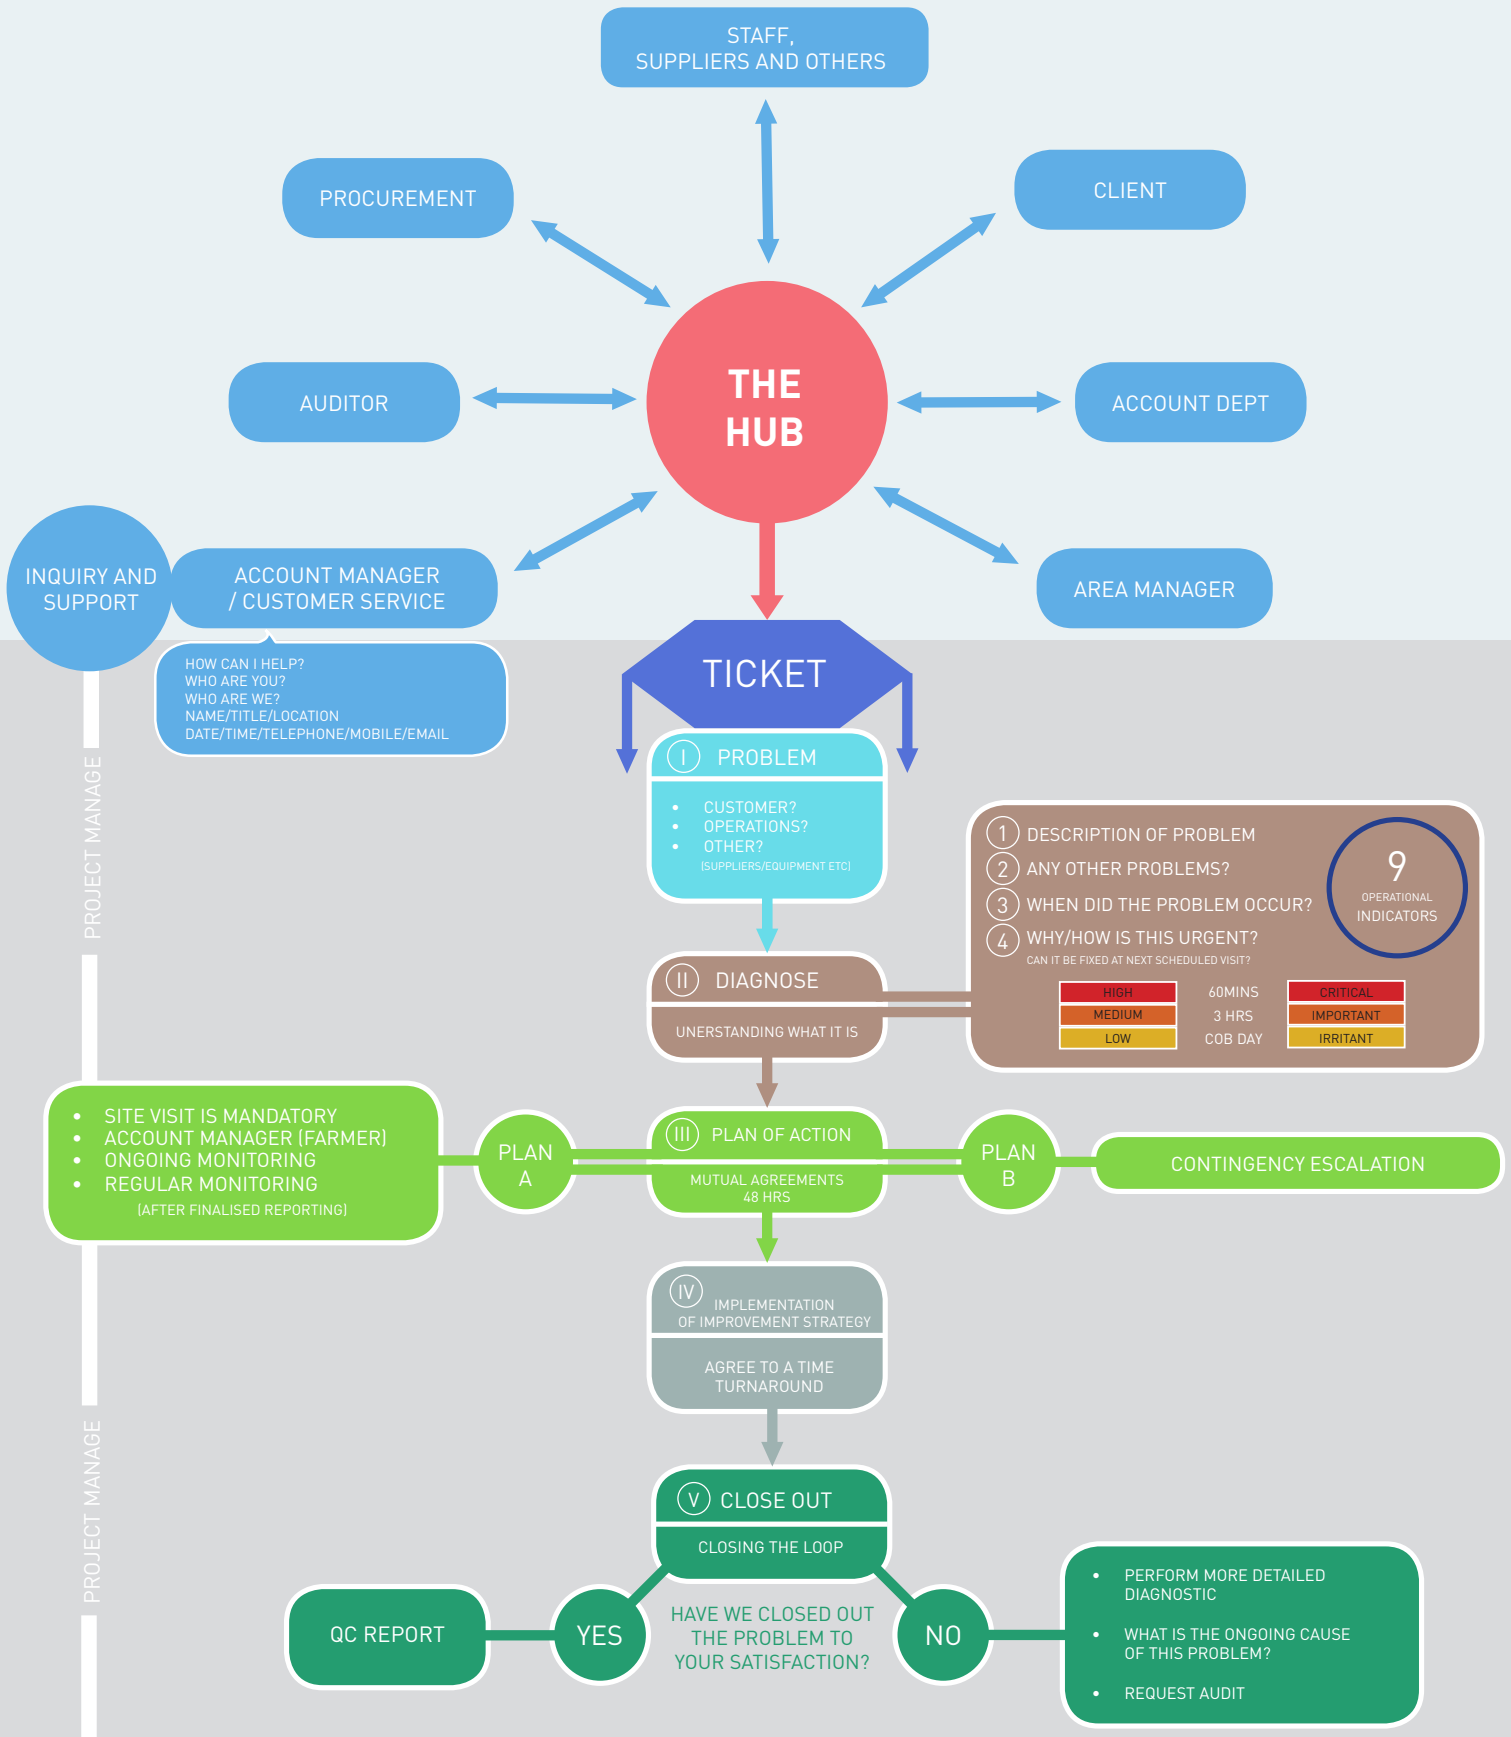 STAFF,
SUPPLIERS AND OTHERS
PROCUREMENT
CLIENT
THE
HUB
AUDITOR
ACCOUNT DEPT
INQUIRY AND
SUPPORT
ACCOUNT MANAGER
/ CUSTOMER SERVICE
AREA MANAGER
HOW CAN I HELP?
WHO ARE YOU?
WHO ARE WE?
NAME/TITLE/LOCATION
DATE/TIME/TELEPHONE/MOBILE/EMAIL
TICKET
PROJECT MANAGE
I PROBLEM
• CUSTOMER?
• OPERATIONS?
• OTHER?
(SUPPLIERS/EQUIPMENT ETC)
1 DESCRIPTION OF PROBLEM
2 ANY OTHER PROBLEMS?
3 WHEN DID THE PROBLEM OCCUR?
4 WHY/HOW IS THIS URGENT?
CAN IT BE FIXED AT NEXT SCHEDULED VISIT?
9
OPERATIONAL
INDICATORS
HIGH 60MINS CRITICAL
MEDIUM 3 HRS IMPORTANT
LOW COB DAY IRRITANT
II DIAGNOSE
UNERSTANDING WHAT IT IS
• SITE VISIT IS MANDATORY
• ACCOUNT MANAGER (FARMER)
• ONGOING MONITORING
• REGULAR MONITORING
(AFTER FINALISED REPORTING)
PLAN
A
III PLAN OF ACTION
MUTUAL AGREEMENTS
48 HRS
PLAN
B
CONTINGENCY ESCALATION
IV
IMPLEMENTATION
OF IMPROVEMENT STRATEGY
AGREE TO A TIME
TURNAROUND
PROJECT MANAGE
V CLOSE OUT
CLOSING THE LOOP
QC REPORT
YES
HAVE WE CLOSED OUT
THE PROBLEM TO
YOUR SATISFACTION?
NO
• PERFORM MORE DETAILED
DIAGNOSTIC
• WHAT IS THE ONGOING CAUSE
OF THIS PROBLEM?
• REQUEST AUDIT